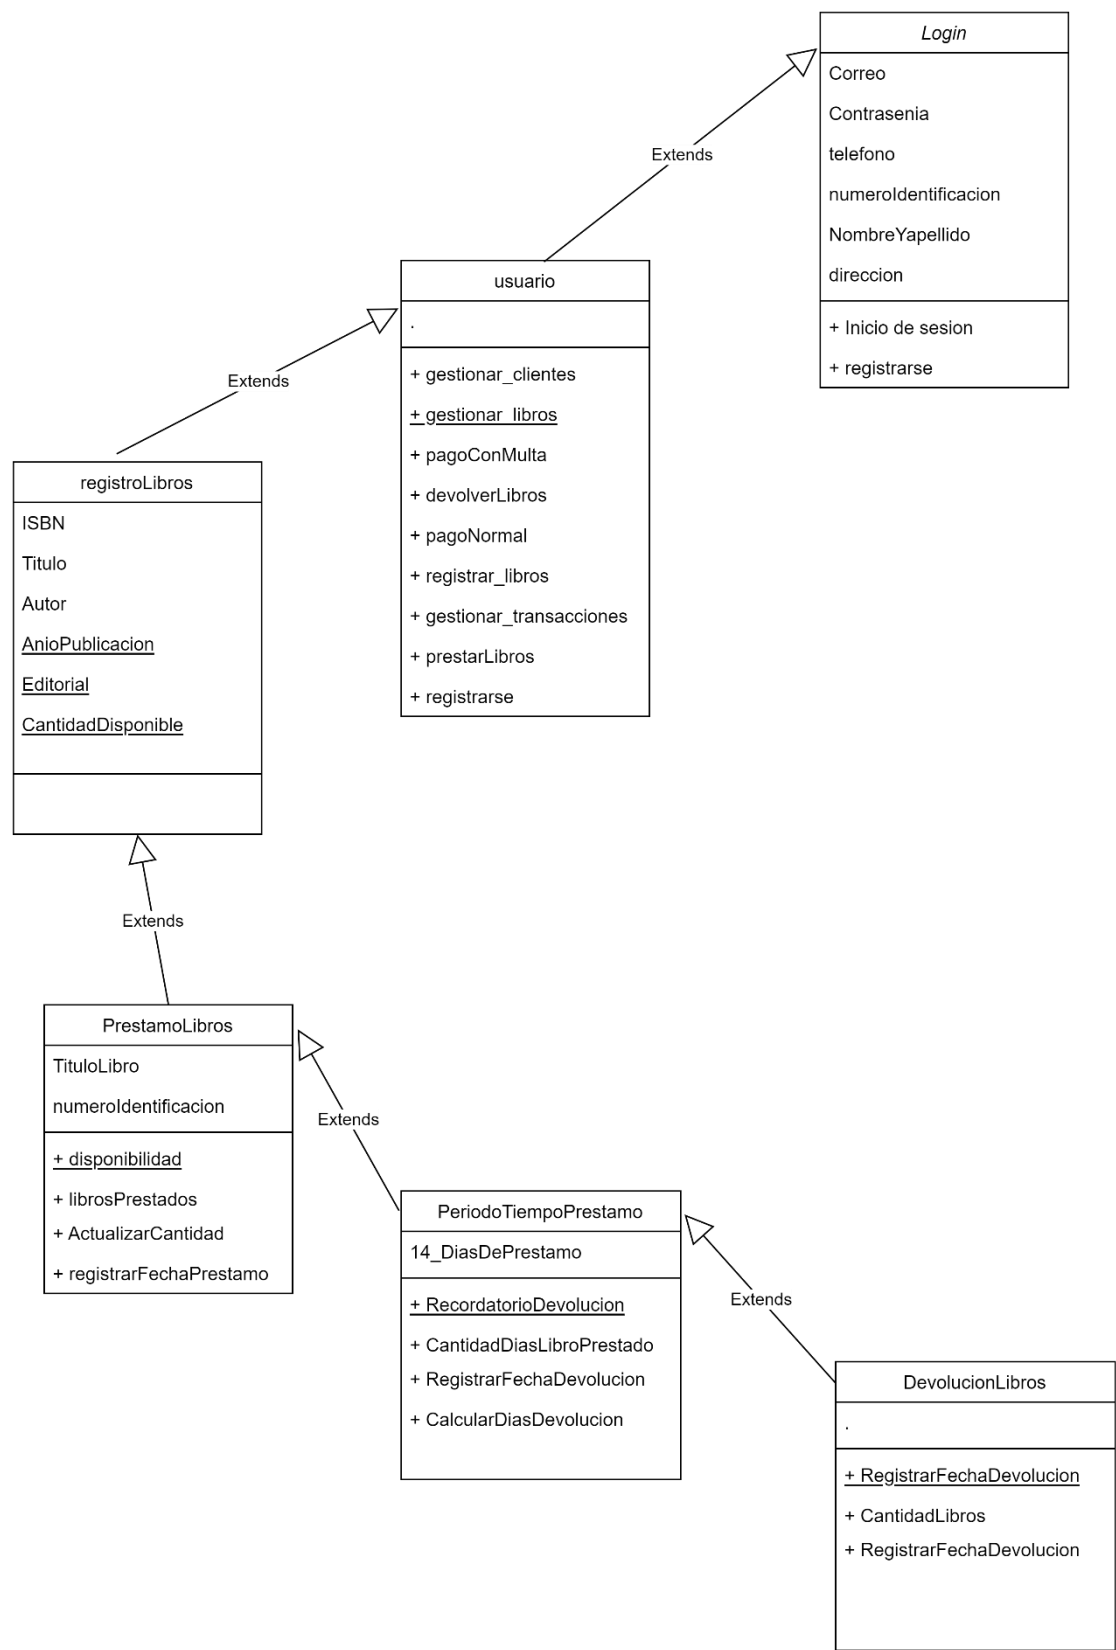 Login
Correo
Contrasenia
telefono
numeroIdentificacion
NombreYapellido
direccion
+ Inicio de sesion
+ registrarse
Extends
usuario
.
+ gestionar_clientes
+ gestionar_libros
+ pagoConMulta
+ devolverLibros
+ pagoNormal
+ registrar_libros
+ gestionar_transacciones
+ prestarLibros
+ registrarse
Extends
registroLibros
ISBN
Titulo
Autor
AnioPublicacion
Editorial
CantidadDisponible
Extends
PrestamoLibros
TituloLibro
numeroIdentificacion
+ disponibilidad
+ librosPrestados
+ ActualizarCantidad
+ registrarFechaPrestamo
Extends
PeriodoTiempoPrestamo
14_DiasDePrestamo
+ RecordatorioDevolucion
+ CantidadDiasLibroPrestado
+ RegistrarFechaDevolucion
+ CalcularDiasDevolucion
Extends
DevolucionLibros
.
+ RegistrarFechaDevolucion
+ CantidadLibros
+ RegistrarFechaDevolucion